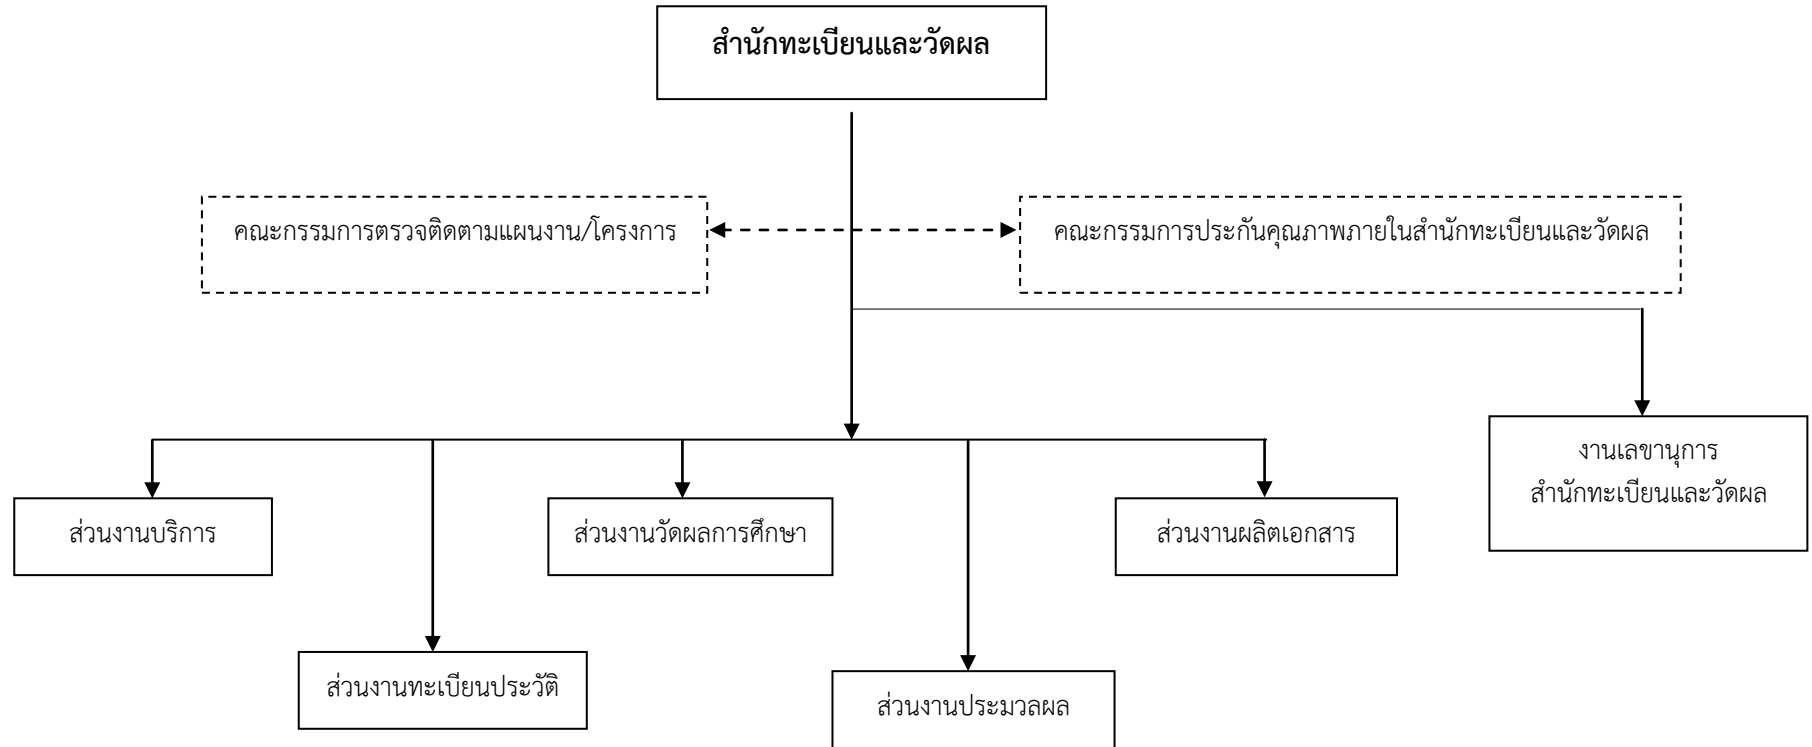 สำนักทะเบียนและวัดผล
คณะกรรมการตรวจติดตามแผนงาน/โครงการ
คณะกรรมการประกันคุณภาพภายในสำนักทะเบียนและวัดผล
งานเลขานุการ
สำนักทะเบียนและวัดผล
ส่วนงานบริการ
ส่วนงานวัดผลการศึกษา
ส่วนงานผลิตเอกสาร
ส่วนงานทะเบียนประวัติ
ส่วนงานประมวลผล